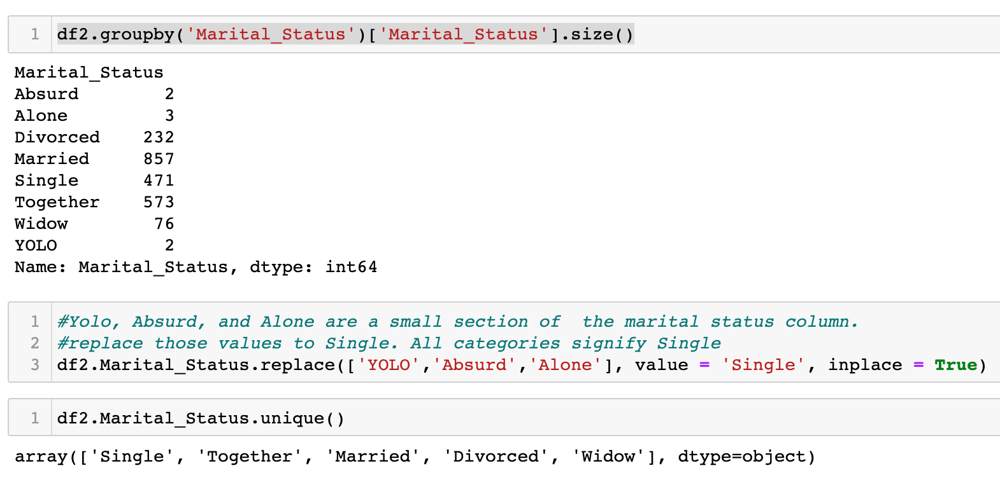 1 df2.groupby('Marital_Status')['Marital_Status'].size()
Marital_Status
Absurd        2
Alone         3
Divorced    232
Married     857
Single      471
Together    573
Widow        76
YOLO          2
Name: Marital_Status, dtype: int64
1 #Yolo, Absurd, and Alone are a small section of  the marital status column.
2 #replace those values to Single. All categories signify Single
3 df2.Marital_Status.replace(['YOLO','Absurd','Alone'], value = 'Single', inplace = True)
1 df2.Marital_Status.unique()
array(['Single', 'Together', 'Married', 'Divorced', 'Widow'], dtype=object)